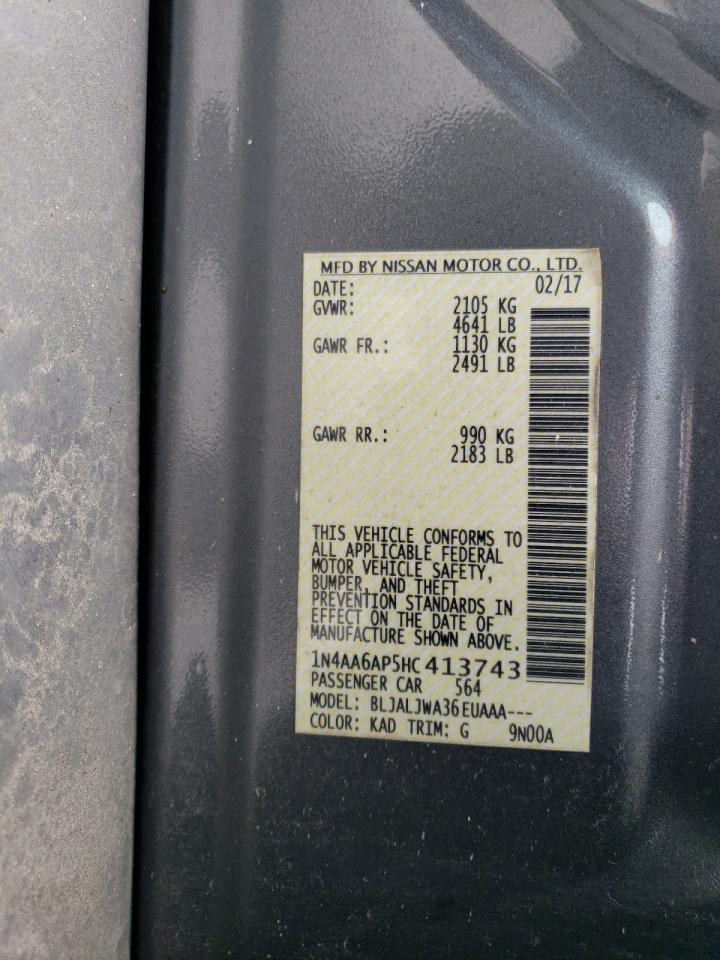 MFD BY NISSAN MOTOR CO., LTD.
DATE: 02/17
GVWR: 2105 KG
4641 LB
GAWR FR.: 1130 KG
2491 LB
GAWR RR.: 990 KG
2183 LB
THIS VEHICLE CONFORMS TO
ALL APPLICABLE FEDERAL
MOTOR VEHICLE SAFETY,
BUMPER, AND THEFT
PREVENTION STANDARDS IN
EFFECT ON THE DATE OF
MANUFACTURE SHOWN ABOVE.
1N4AA6AP5HC413743
PASSENGER CAR 564
MODEL: BLJALJWA36EUAAA---
COLOR: KAD TRIM: G 9N00A